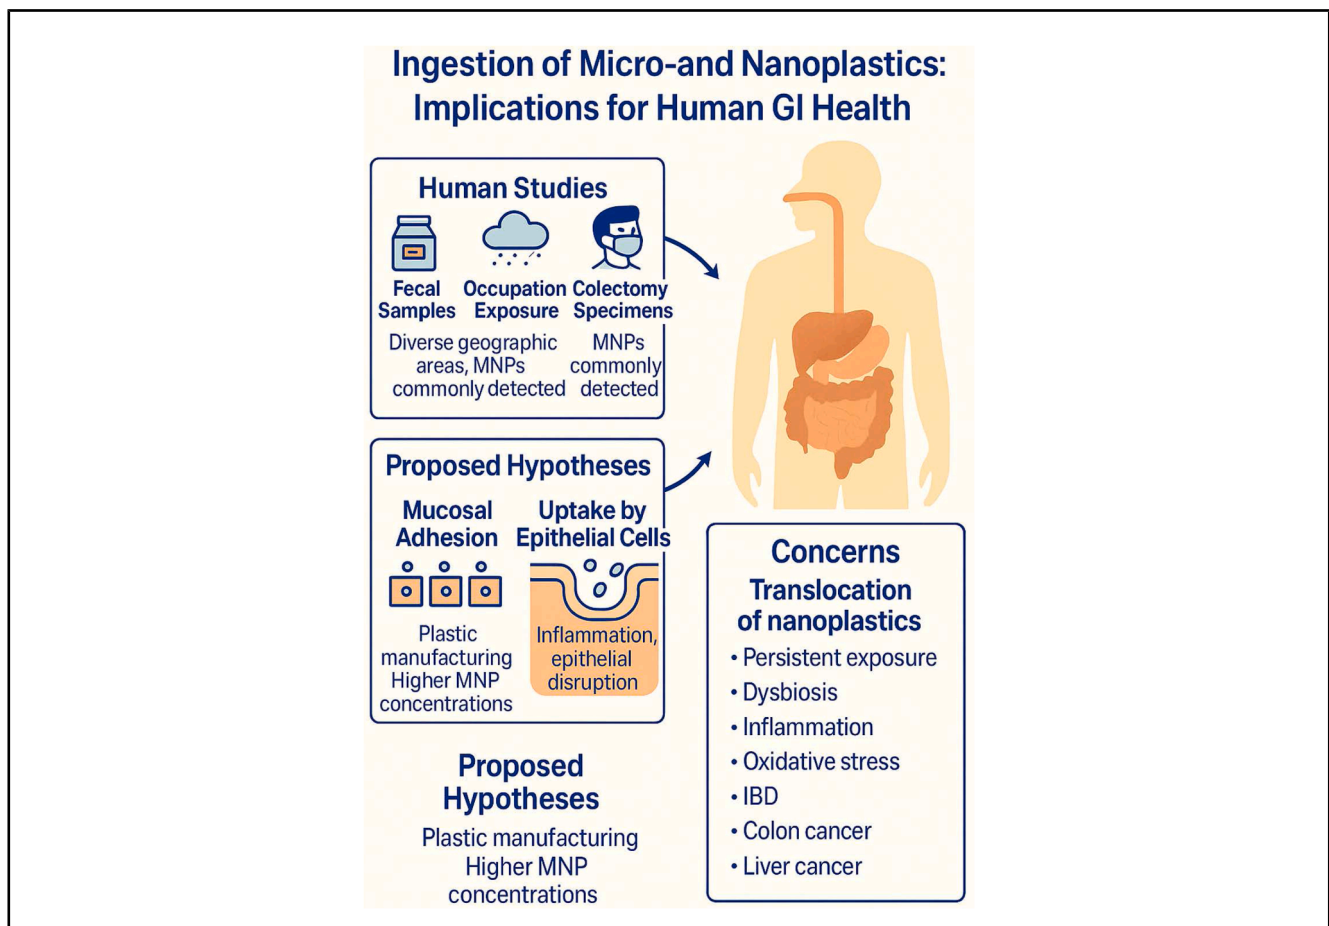 Ingestion of Micro-and Nanoplastics:
Implications for Human GI Health
Human Studies
Fecal
Samples
Occupation
Exposure
Colectomy
Specimens
Diverse geographic
areas, MNPs
commonly detected
MNPs
commonly
detected
Proposed Hypotheses
Mucosal
Adhesion
Uptake by
Epithelial Cells
Plastic
manufacturing
Higher MNP
concentrations
Inflammation,
epithelial
disruption
Proposed
Hypotheses
Plastic manufacturing
Higher MNP
concentrations
Concerns
Translocation
of nanoplastics
• Persistent exposure
• Dysbiosis
• Inflammation
• Oxidative stress
• IBD
• Colon cancer
• Liver cancer